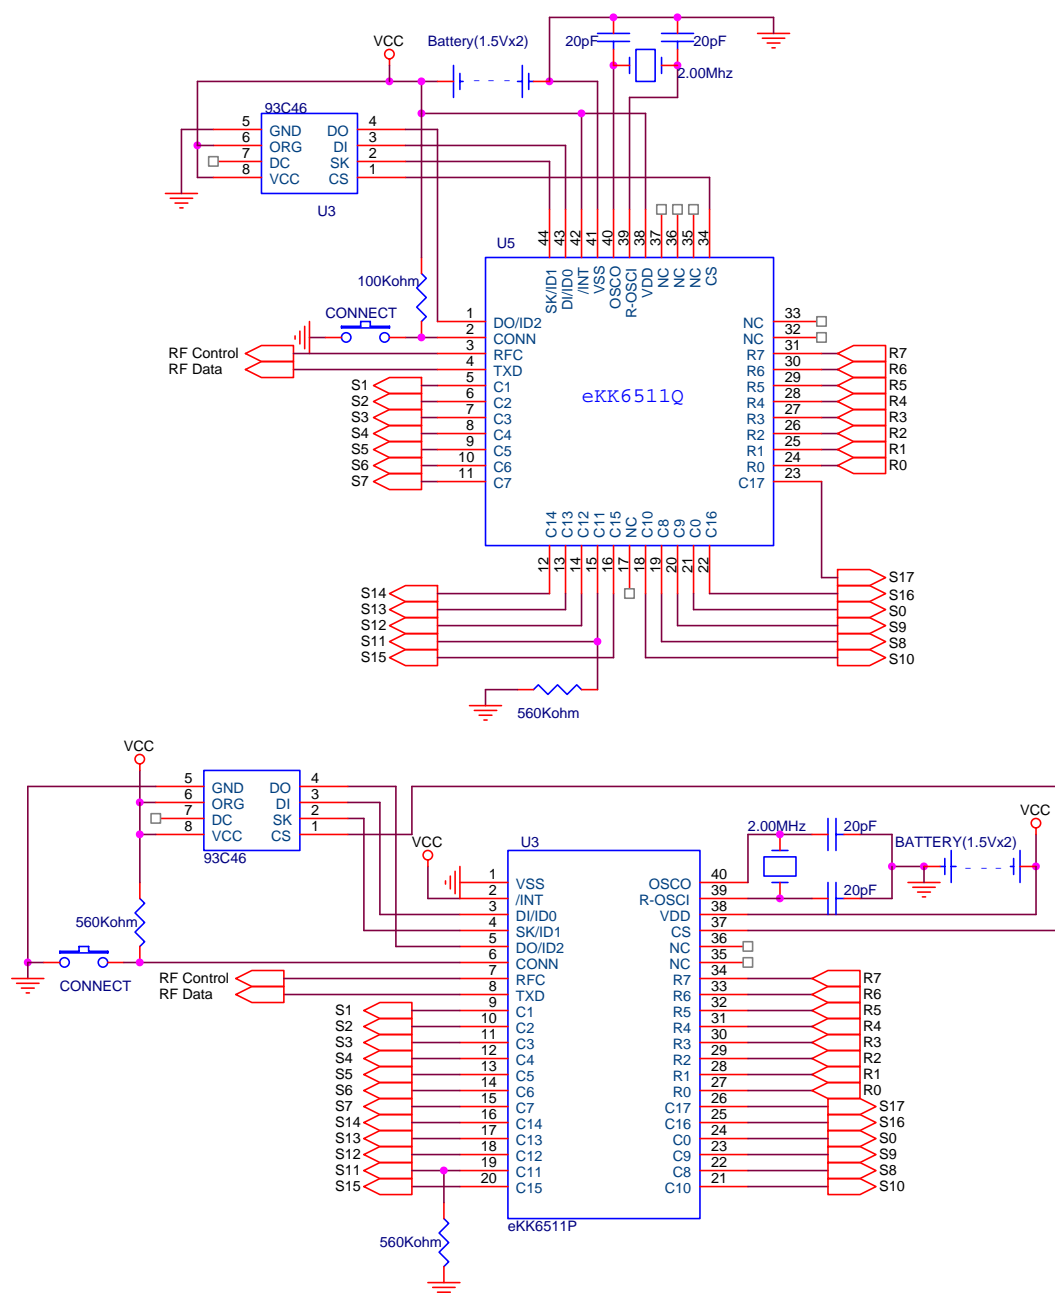 VCC
Battery(1.5Vx2)
20pF
20pF
2.00Mhz
93C46
5 GND DO 4
6 ORG DI 3
7 DC SK 2
8 VCC CS 1
U3
U5
44 43 42 41 40 39 38 37 36 35 34
SK/ID1 DI/ID0 /INT VSS OSCO R-OSCI VDD NC NC NC CS
100Kohm
CONNECT
RF Control
RF Data
1 DO/ID2
2 CONN
3 RFC
4 TXD
S1 5 C1
S2 6 C2
S3 7 C3
S4 8 C4
S5 9 C5
S6 10 C6
S7 11 C7
eKK6511Q
NC 33
NC 32
R7 31 R7
R6 30 R6
R5 29 R5
R4 28 R4
R3 27 R3
R2 26 R2
R1 25 R1
R0 24 R0
C17 23
C14 C13 C12 C11 C15 NC C10 C8 C9 C0 C16
12 13 14 15 16 17 18 19 20 21 22
S14
S13
S12
S11
S15
S17
S16
S0
S9
S8
S10
560Kohm
VCC
5 GND DO 4
6 ORG DI 3
7 DC SK 2
8 VCC CS 1
93C46
VCC
U3
2.00MHz
20pF
20pF
BATTERY(1.5Vx2)
VCC
560Kohm
CONNECT
RF Control
RF Data
1 VSS OSCO 40
2 /INT R-OSCI 39
3 DI/ID0 VDD 38
4 SK/ID1 CS 37
5 DO/ID2 NC 36
6 CONN NC 35
7 RFC R7 34 R7
8 TXD R6 33 R6
S1 9 C1 R5 32 R5
S2 10 C2 R4 31 R4
S3 11 C3 R3 30 R3
S4 12 C4 R2 29 R2
S5 13 C5 R1 28 R1
S6 14 C6 R0 27 R0
S7 15 C7 C17 26 S17
S14 16 C14 C16 25 S16
S13 17 C13 C0 24 S0
S12 18 C12 C9 23 S9
S11 19 C11 C8 22 S8
S15 20 C15 C10 21 S10
eKK6511P
560Kohm